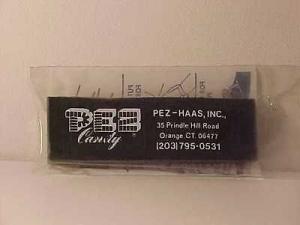 PEZ
Candy
PEZ-HAAS, INC.,
35 Prindle Hill Road
Orange, CT. 06477
(203)795-0531